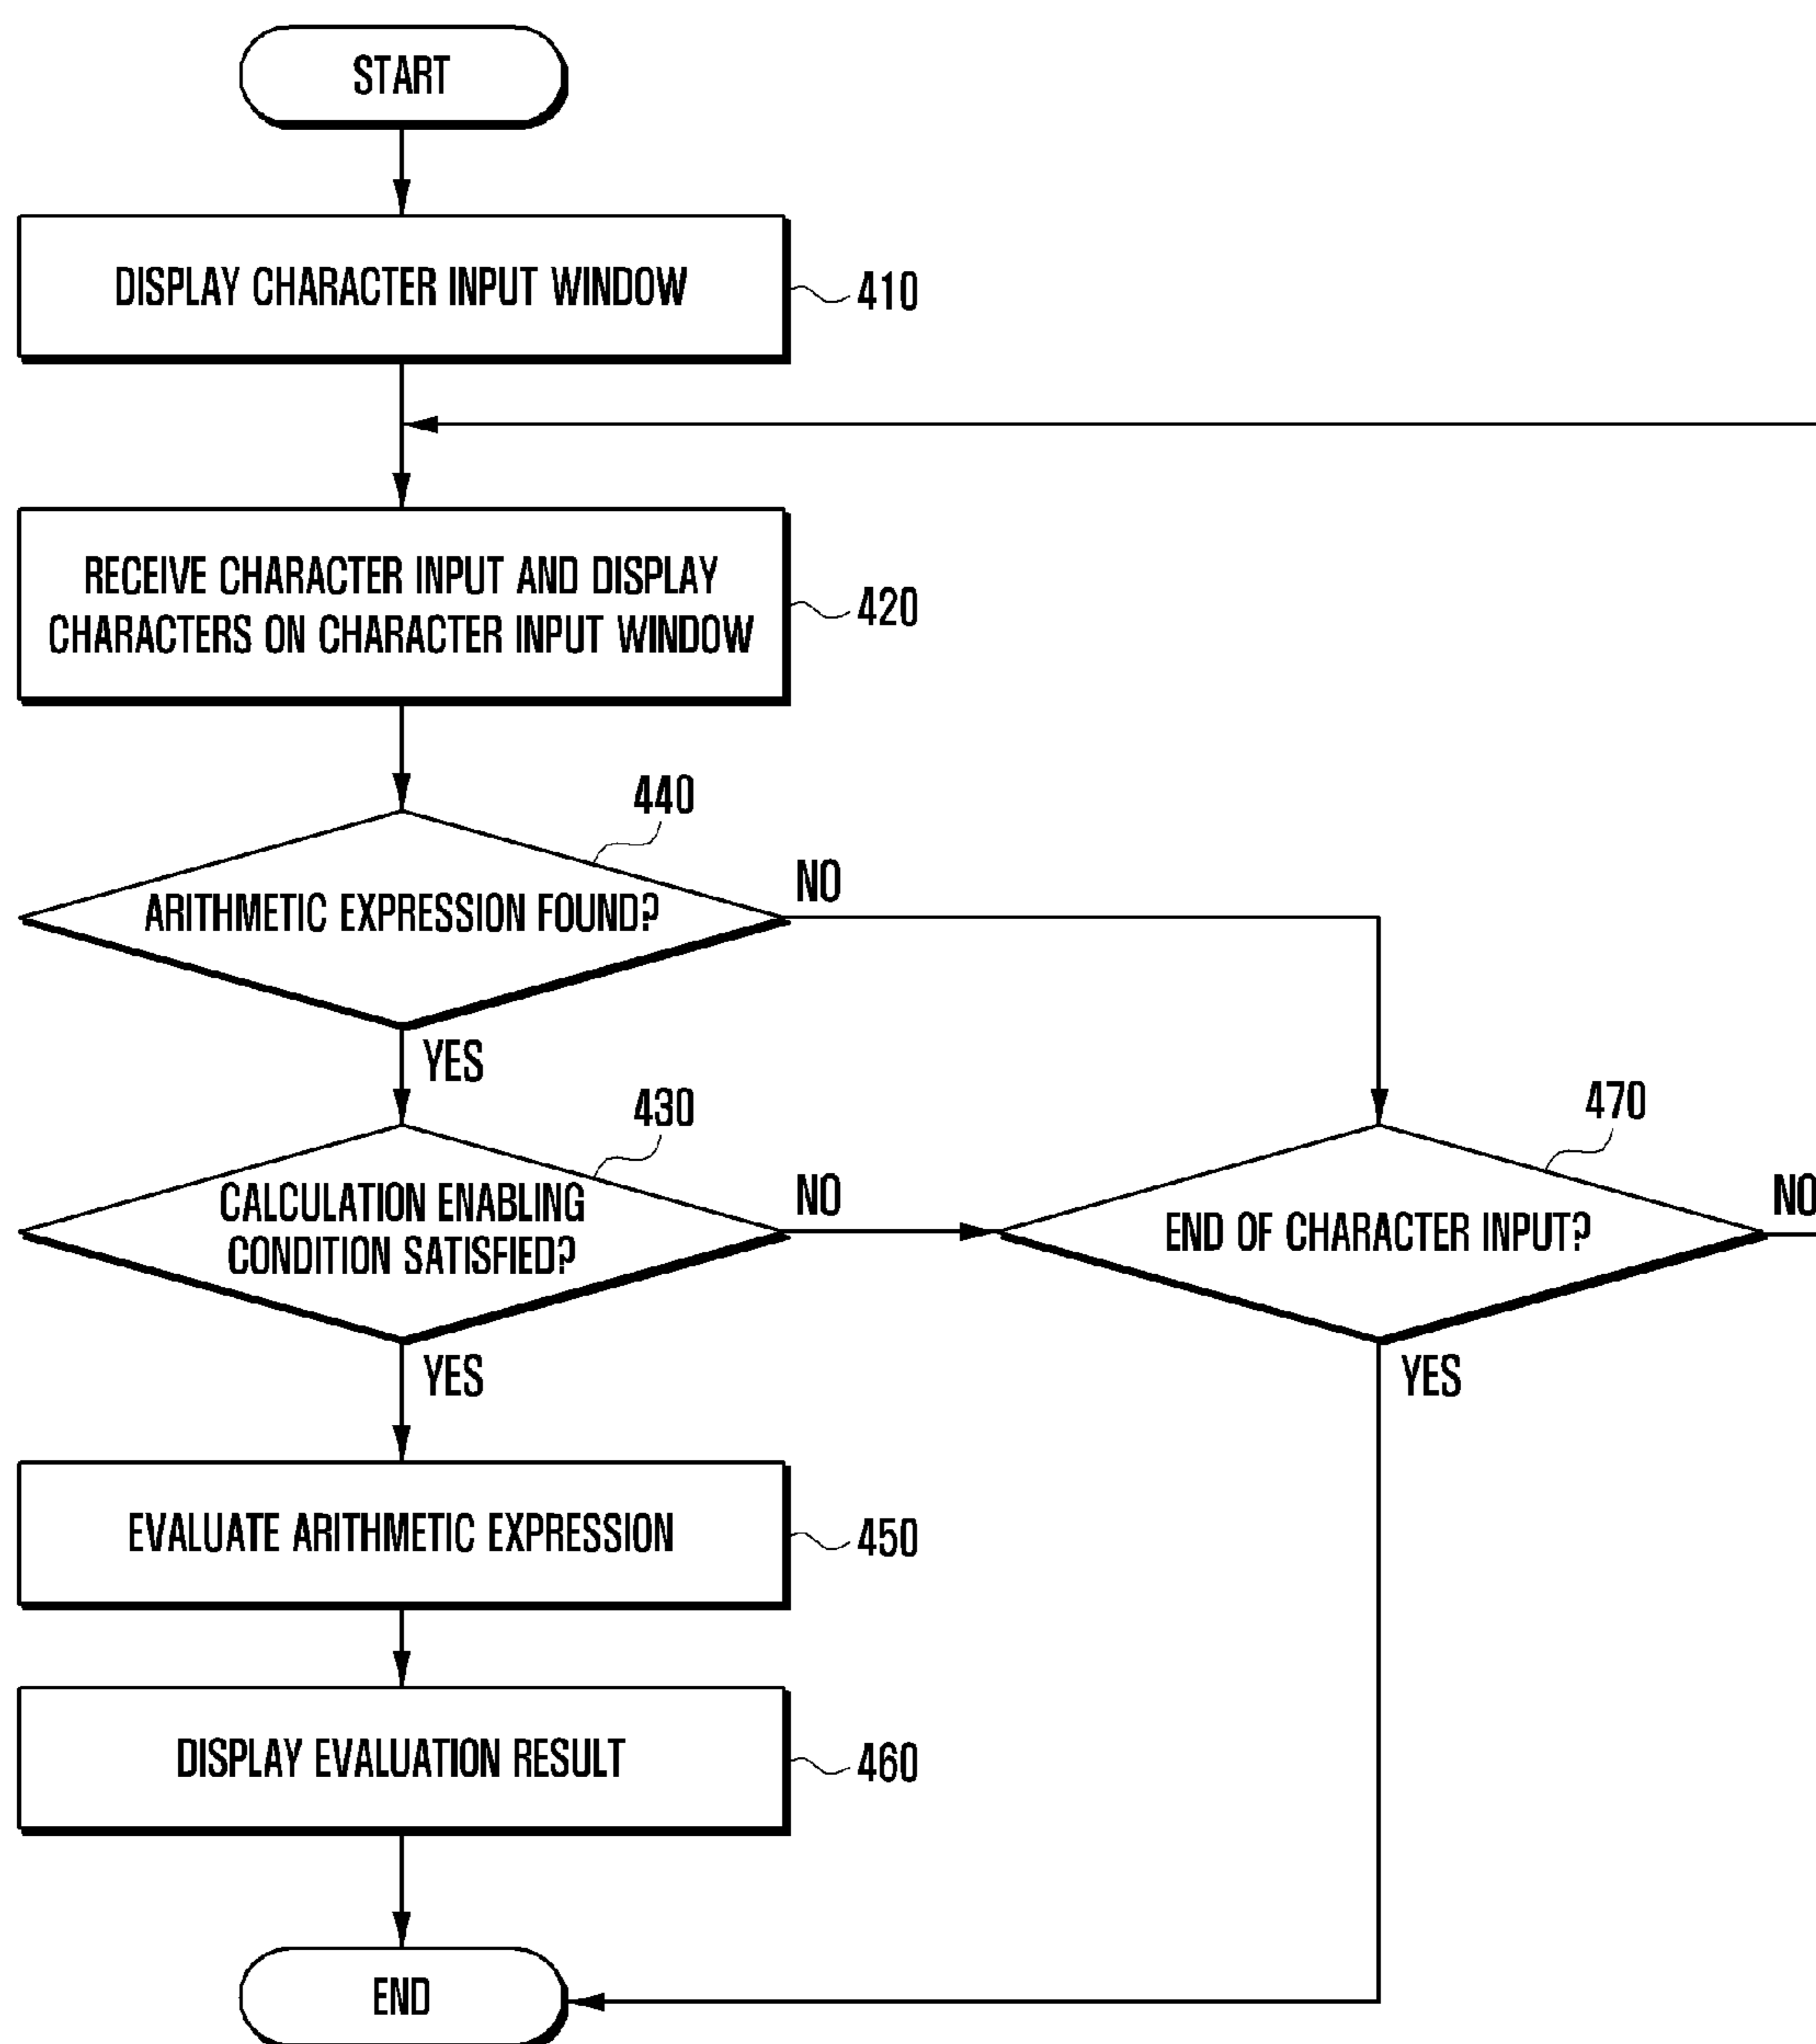 START
DISPLAY CHARACTER INPUT WINDOW
410
RECEIVE CHARACTER INPUT AND DISPLAY
CHARACTERS ON CHARACTER INPUT WINDOW
420
440
ARITHMETIC EXPRESSION FOUND?
NO
YES
430
CALCULATION ENABLING
CONDITION SATISFIED?
NO
YES
470
END OF CHARACTER INPUT?
NO
YES
EVALUATE ARITHMETIC EXPRESSION
450
DISPLAY EVALUATION RESULT
460
END